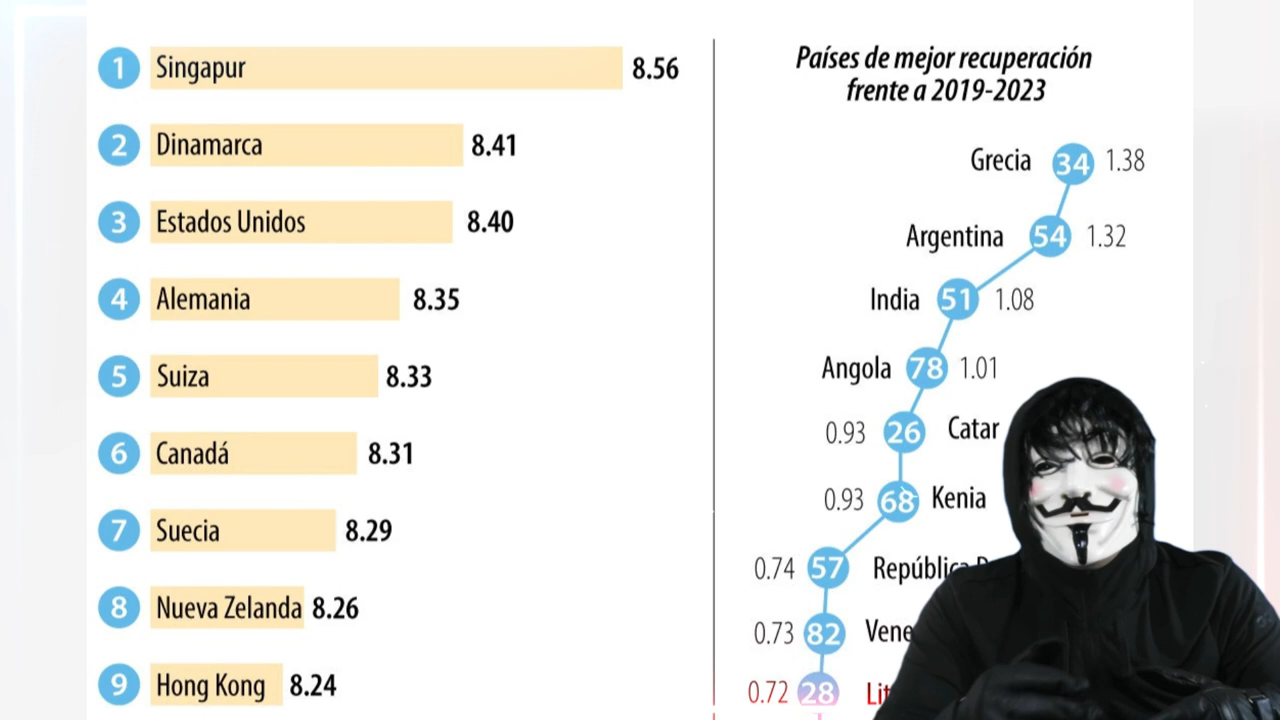 1 Singapur 8.56
2 Dinamarca 8.41
3 Estados Unidos 8.40
4 Alemania 8.35
5 Suiza 8.33
6 Canadá 8.31
7 Suecia 8.29
8 Nueva Zelanda 8.26
9 Hong Kong 8.24
Países de mejor recuperación
frente a 2019-2023
Grecia 34 1.38
Argentina 54 1.32
India 51 1.08
Angola 78 1.01
0.93 26 Catar
0.93 68 Kenia
0.74 57
0.73 82
0.72 28